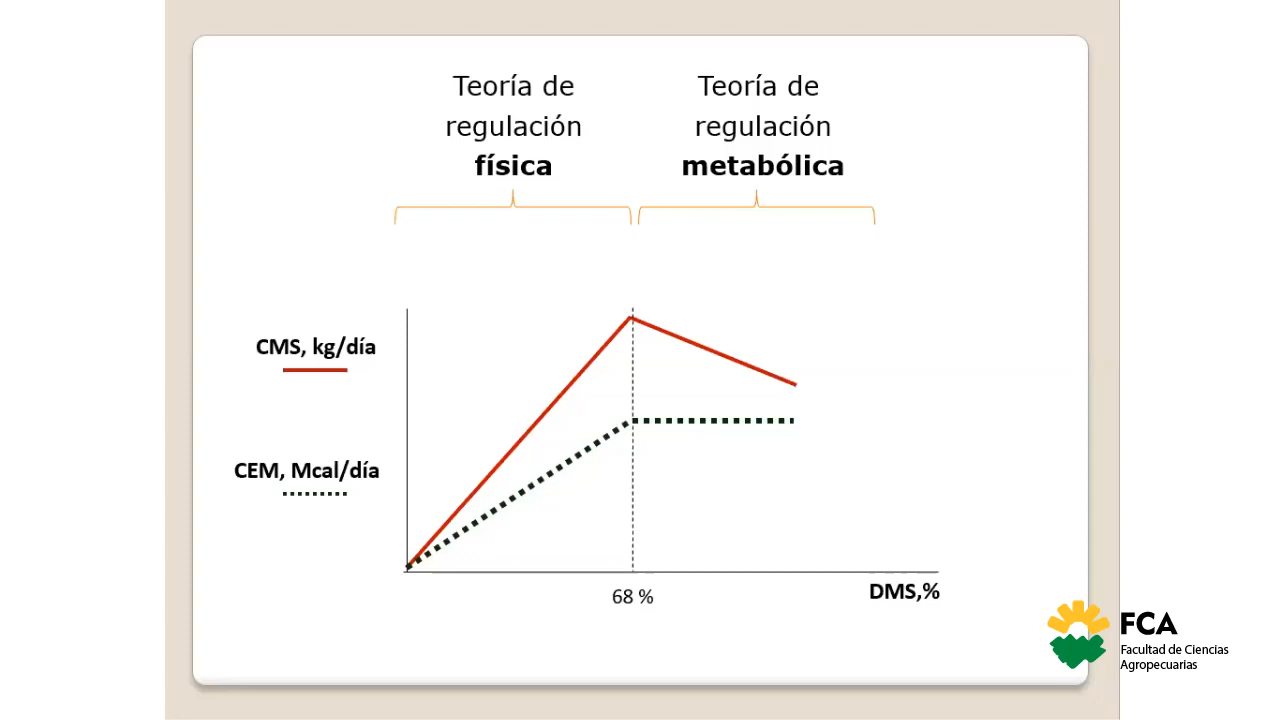 Teoría de
regulación
física
Teoría de
regulación
metabólica
CMS, kg/día
CEM, Mcal/día
68 %
DMS,%
FCA
Facultad de Ciencias
Agropecuarias